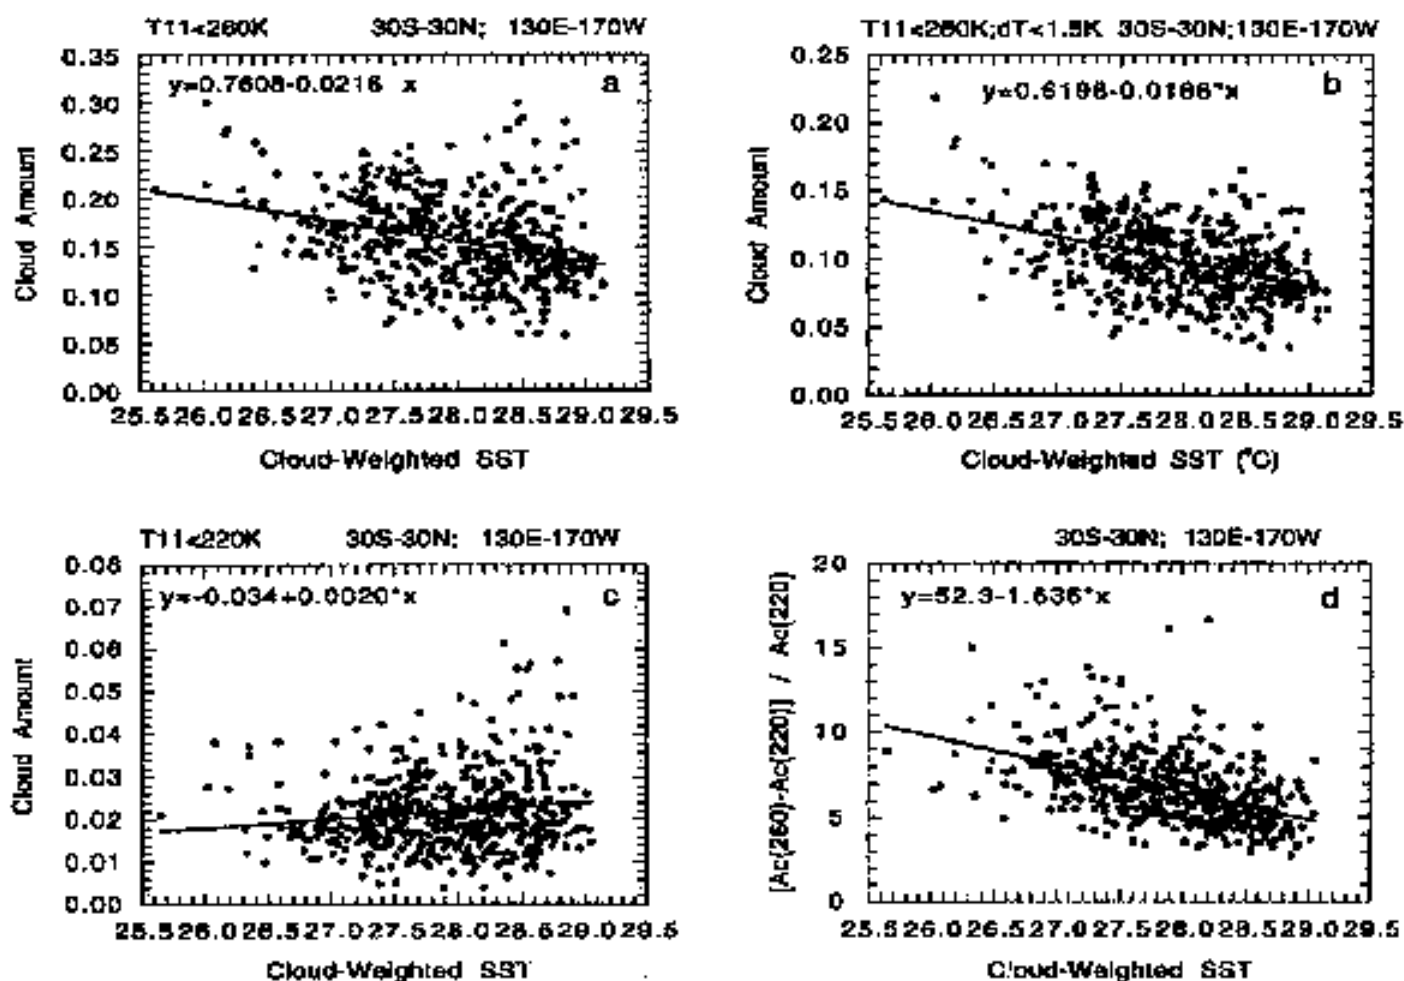 T11<260K 30S-30N; 130E-170W
y=0.7608-0.0216 x a
0.35
0.30
0.25
0.20
0.15
0.10
0.05
0.00
Cloud Amount
25.5 26.0 26.5 27.0 27.5 28.0 28.5 29.0 29.5
Cloud-Weighted SST
T11<260K;dT<1.5K 30S-30N;130E-170W
y=0.6198-0.0186*x b
0.25
0.20
0.15
0.10
0.05
0.00
Cloud Amount
25.5 26.0 26.5 27.0 27.5 28.0 28.5 29.0 29.5
Cloud-Weighted SST (°C)
T11<220K 30S-30N; 130E-170W
y=-0.034+0.0020*x c
0.08
0.07
0.06
0.05
0.04
0.03
0.02
0.01
0.00
Cloud Amount
25.5 26.0 26.5 27.0 27.5 28.0 28.5 29.0 29.5
Cloud-Weighted SST
30S-30N; 130E-170W
y=52.3-1.636*x d
20
15
10
5
0
[Ac(260)-Ac(220)] / Ac(220)
25.5 26.0 26.5 27.0 27.5 28.0 28.5 29.0 29.5
Cloud-Weighted SST